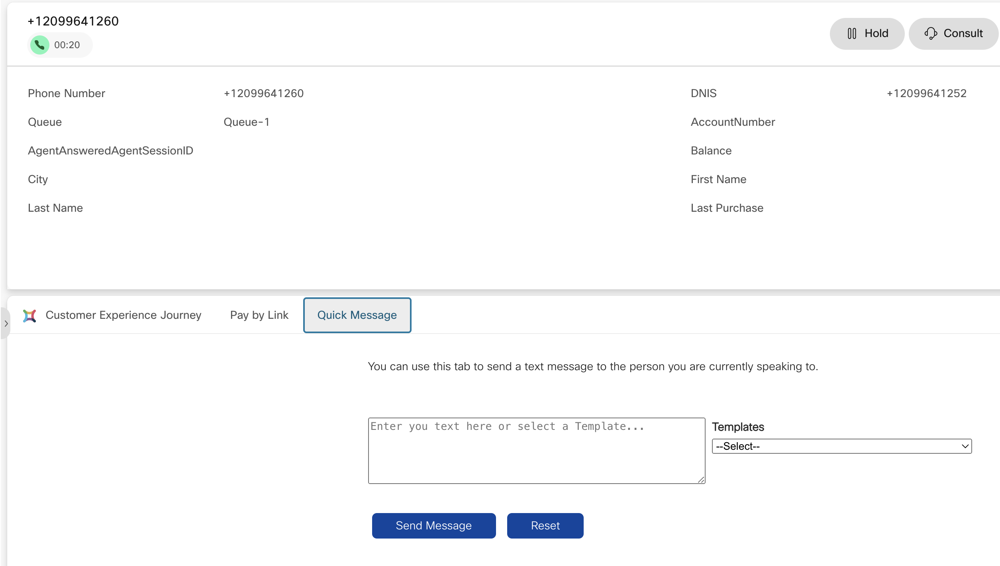 +12099641260
00:20
Hold
Consult
Phone Number +12099641260 DNIS +12099641252
Queue Queue-1 AccountNumber
AgentAnsweredAgentSessionID Balance
City First Name
Last Name Last Purchase
Customer Experience Journey Pay by Link Quick Message
You can use this tab to send a text message to the person you are currently speaking to.
Enter you text here or select a Template...
Templates
--Select--
Send Message Reset